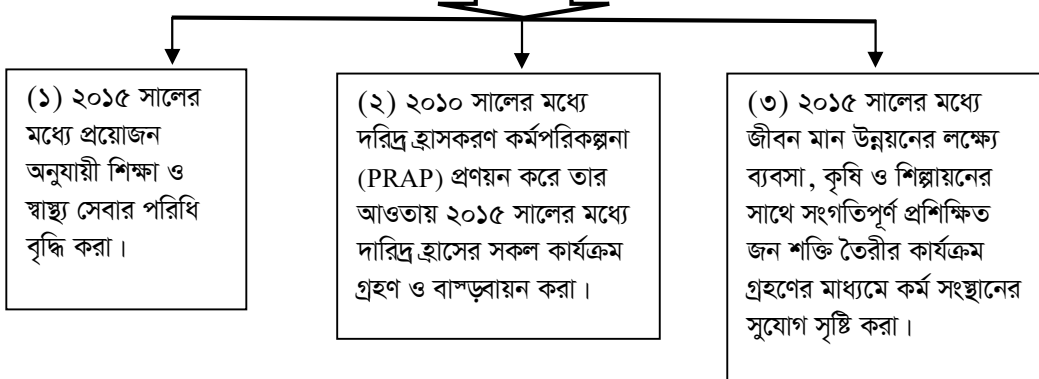 (১) ২০১৫ সালের
মধ্যে প্রয়োজন
অনুযায়ী শিক্ষা ও
স্বাস্থ্য সেবার পরিধি
বৃদ্ধি করা।
(২) ২০১০ সালের মধ্যে
দরিদ্র হ্রাসকরণ কর্মপরিকল্পনা
(PRAP) প্রণয়ন করে তার
আওতায় ২০১৫ সালের মধ্যে
দারিদ্র হ্রাসের সকল কার্যক্রম
গ্রহণ ও বাস্ড়বায়ন করা।
(৩) ২০১৫ সালের মধ্যে
জীবন মান উন্নয়নের লক্ষ্যে
ব্যবসা, কৃষি ও শিল্পায়নের
সাথে সংগতিপূর্ণ প্রশিক্ষিত
জন শক্তি তৈরীর কার্যক্রম
গ্রহণের মাধ্যমে কর্ম সংস্থানের
সুযোগ সৃষ্টি করা।